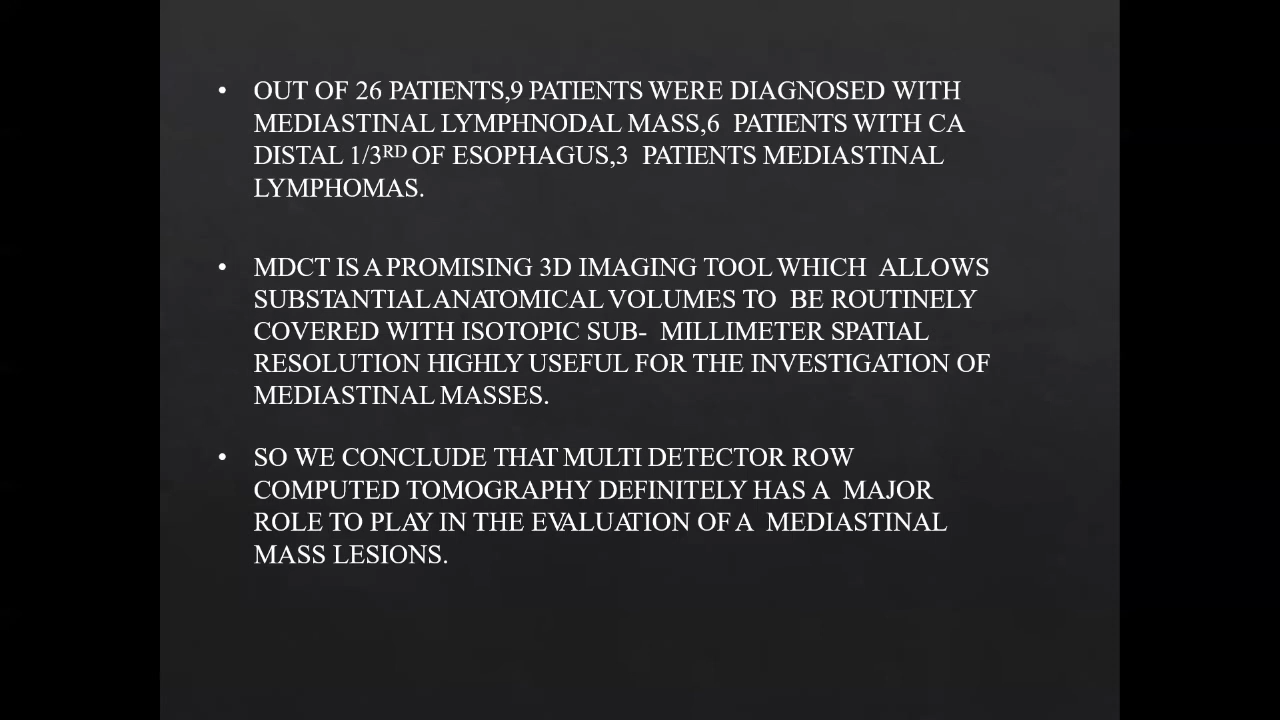 • OUT OF 26 PATIENTS,9 PATIENTS WERE DIAGNOSED WITH
MEDIASTINAL LYMPHNODAL MASS,6 PATIENTS WITH CA
DISTAL 1/3RD OF ESOPHAGUS,3 PATIENTS MEDIASTINAL
LYMPHOMAS.
• MDCT IS A PROMISING 3D IMAGING TOOL WHICH ALLOWS
SUBSTANTIAL ANATOMICAL VOLUMES TO BE ROUTINELY
COVERED WITH ISOTOPIC SUB- MILLIMETER SPATIAL
RESOLUTION HIGHLY USEFUL FOR THE INVESTIGATION OF
MEDIASTINAL MASSES.
• SO WE CONCLUDE THAT MULTI DETECTOR ROW
COMPUTED TOMOGRAPHY DEFINITELY HAS A MAJOR
ROLE TO PLAY IN THE EVALUATION OF A MEDIASTINAL
MASS LESIONS.